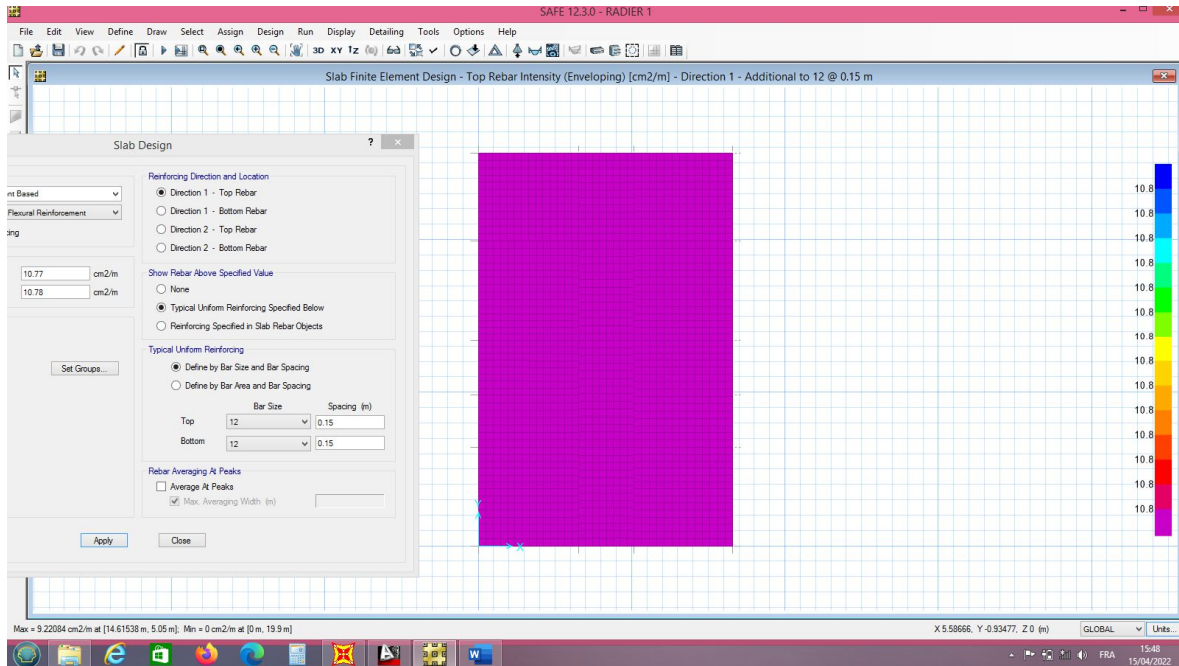 SAFE 12.3.0 - RADIER 1
File Edit View Define Draw Select Assign Design Run Display Detailing Tools Options Help
3D XY
Slab Finite Element Design - Top Rebar Intensity (Enveloping) [cm2/m] - Direction 1 - Additional to 12 @ 0.15 m
Slab Design ?
Reinforcing Direction and Location
nt Based
Direction 1 - Top Rebar
Flexural Reinforcement
Direction 1 - Bottom Rebar
cing
Direction 2 - Top Rebar
Direction 2 - Bottom Rebar
10.77 cm2/m
Show Rebar Above Specified Value
10.78 cm2/m
None
Typical Uniform Reinforcing Specified Below
Reinforcing Specified in Slab Rebar Objects
Typical Uniform Reinforcing
Set Groups...
Define by Bar Size and Bar Spacing
Define by Bar Area and Bar Spacing
Bar Size Spacing (m)
Top 12 0.15
Bottom 12 0.15
Rebar Averaging At Peaks
Average At Peaks
Max. Averaging Width (m)
Apply Close
Y
X
10.8
10.8
10.8
10.8
10.8
10.8
10.8
10.8
10.8
10.8
10.8
10.8
10.8
10.8
Max = 9.22084 cm2/m at [14.61538 m, 5.05 m]; Min = 0 cm2/m at [0 m, 19.9 m] X 5.58666, Y -0.93477, Z 0 (m) GLOBAL Units...
FRA 15:48
15/04/2022